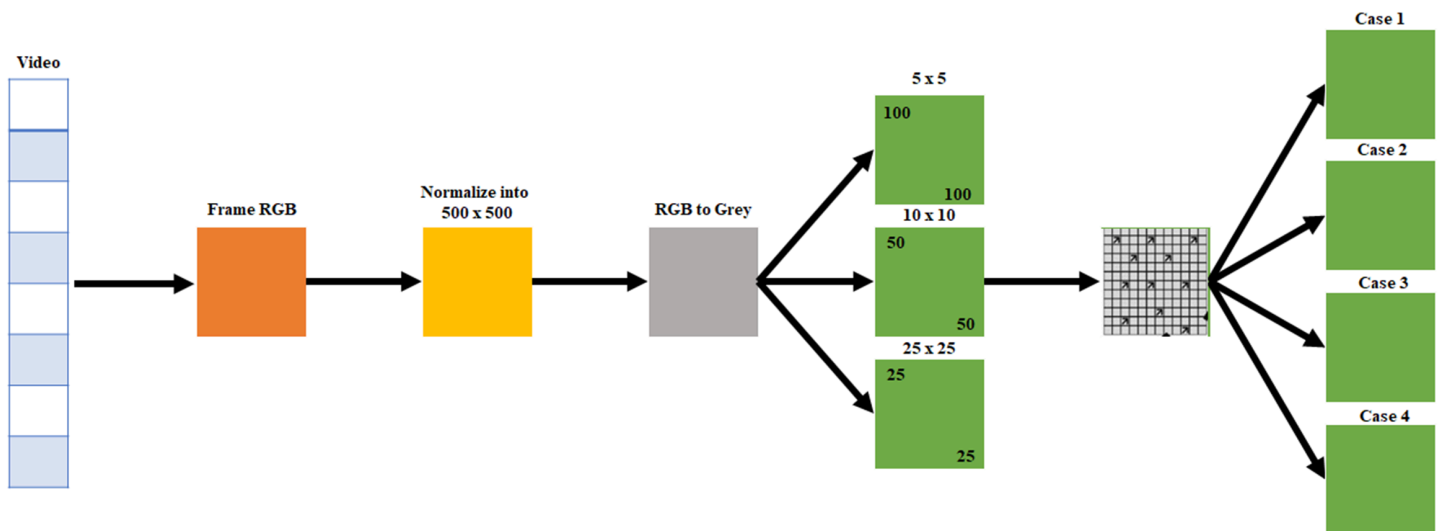 Video
Frame RGB
Normalize into
500 x 500
RGB to Grey
5 x 5
100
100
10 x 10
50
50
25 x 25
25
25
Case 1
Case 2
Case 3
Case 4